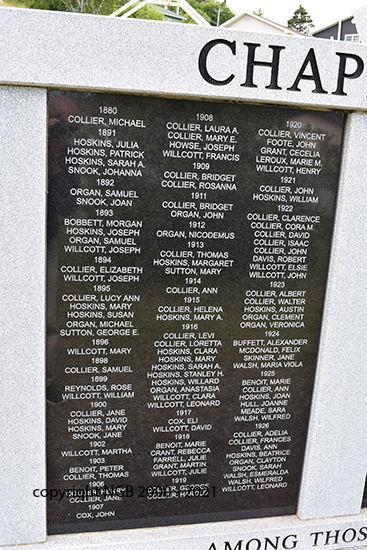 CHAP
1880
COLLIER, MICHAEL
1891
HOSKINS, JULIA
HOSKINS, PATRICK
HOSKINS, SARAH A.
SNOOK, JOHANNA
1892
ORGAN, SAMUEL
SNOOK, JOAN
1893
BOBBETT, MORGAN
HOSKINS, JOSEPH
ORGAN, SAMUEL
WILLCOTT, JOSEPH
1894
COLLIER, ELIZABETH
WILLCOTT, JOSEPH
1895
COLLIER, LUCY ANN
HOSKINS, MARY
HOSKINS, SUSAN
ORGAN, MICHAEL
SUTTON, GEORGE E.
1896
WILLCOTT, MARY
1898
COLLIER, SAMUEL
1899
REYNOLDS, ROSE
WILLCOTT, WILLIAM
1900
COLLIER, JANE
HOSKINS, DAVID
HOSKINS, MARY
SNOOK, JANE
1902
WILLCOTT, MARTHA
1903
BENOIT, PETER
COLLIER, THOMAS
1906
COLLIER, JANE
1907
COX, JOHN
1908
COLLIER, LAURA A.
COLLIER, MARY E.
HOWSE, JOSEPH
WILLCOTT, FRANCIS
1909
COLLIER, BRIDGET
COLLIER, ROSANNA
1911
COLLIER, BRIDGET
ORGAN, JOHN
1912
ORGAN, NICODEMUS
1913
COLLIER, THOMAS
HOSKINS, MARGARET
SUTTON, MARY
1914
COLLIER, ANN
1915
COLLIER, HELENA
HOSKINS, MARY A.
1916
COLLIER, LEVI
COLLIER, LORETTA
HOSKINS, CLARA
HOSKINS, MARY
HOSKINS, SARAH A.
HOSKINS, STANLEY H.
HOSKINS, WILLARD
ORGAN, ANASTASIA
WILLCOTT, CLARA
WILLCOTT, LEONARD
1917
COX, ELI
WILLCOTT, DAVID
1918
BENOIT, MARIE
GRANT, REBECCA
FARRELL, JULIE
GRANT, MARTIN
WILLCOTT, JULIE
1919
GEORGE
COLLIER,
1920
COLLIER, VINCENT
FOOTE, JOHN
GRANT, CECELIA
LEROUX, MARIE M.
WILLCOTT, HENRY
1921
COLLIER, JOHN
HOSKINS, WILLIAM
1922
COLLIER, CLARENCE
COLLIER, CORA M.
COLLIER, DAVID
COLLIER, ISAAC
COLLIER, JOHN
DAVIS, ROBERT
WILLCOTT, ELSIE
WILLCOTT, JOHN
1923
COLLIER, ALBERT
COLLIER, WALTER
HOSKINS, AUSTIN
ORGAN, CLEMENT
ORGAN, VERONICA
1924
BUFFETT, ALEXANDER
MCDONALD, FELIX
SKINNER, JANE
WALSH, MARIA VIOLA
1925
BENOIT, MARIE
COLLIER, ANN
HOSKINS, JOAN
HULL, JOANNE
MEADE, SARA
WALSH, WILFRED
1926
COLLIER, ADELIA
COLLIER, FRANCES
DAVIS, ANN
HOSKINS, BEATRICE
ORGAN, CLAYTON
SNOOK, SARAH
WALSH, ESMERALDA
WALSH, WILFRED
WILLCOTT, LEONARD
copyright NGB
AMONG THOS